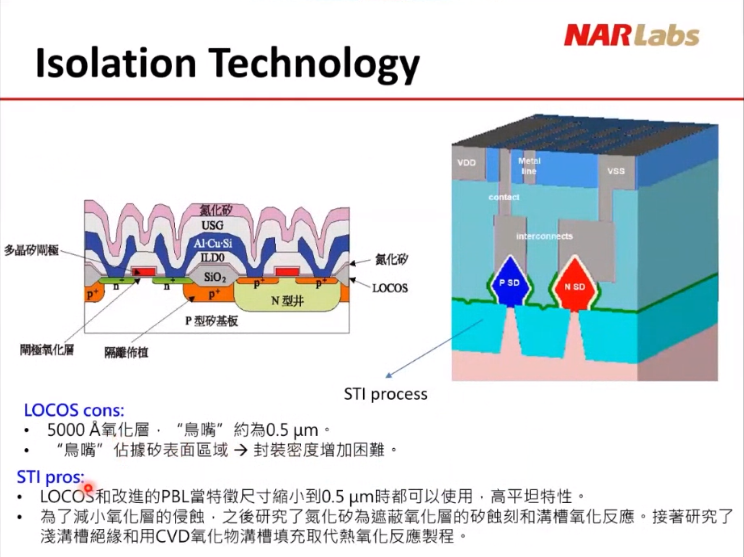 NARLabs
Isolation Technology
氮化矽
USG
Al·Cu·Si
ILD0
SiO2
多晶矽閘極
氮化矽
LOCOS
p+
n+
n+
p+
p+
p+
N 型井
P 型矽基板
閘極氧化層
隔離佈植
VDD
Metal
line
VSS
contact
interconnects
P SD
N SD
STI process
LOCOS cons:
• 5000 Å氧化層，“鳥嘴”約為0.5 μm。
• “鳥嘴”佔據矽表面區域 → 封裝密度增加困難。
STI pros:
• LOCOS和改進的PBL當特徵尺寸縮小到0.5 μm時都可以使用，高平坦特性。
• 為了減小氧化層的侵蝕，之後研究了氮化矽為遮蔽氧化層的矽蝕刻和溝槽氧化反應。接著研究了
淺溝槽絕緣和用CVD氧化物溝槽填充取代熱氧化反應製程。